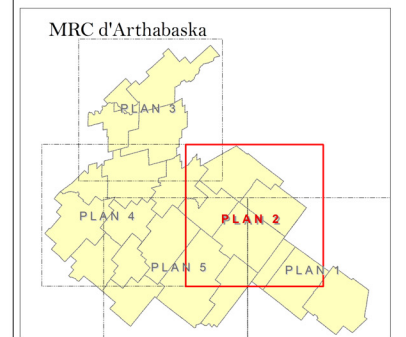 MRC d'Arthabaska
PLAN 3
PLAN 4
PLAN 2
PLAN 5
PLAN 1